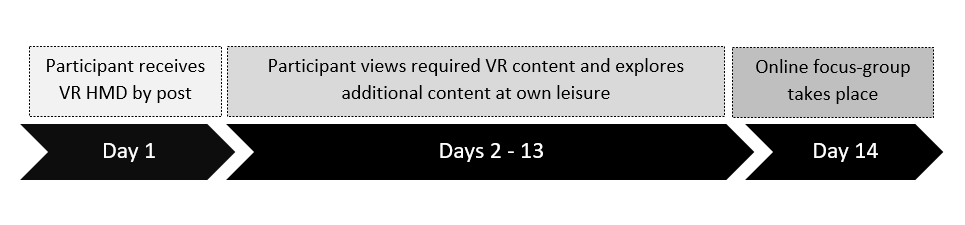 Participant receives
VR HMD by post
Participant views required VR content and explores
additional content at own leisure
Online focus-group
takes place
Day 1
Days 2 - 13
Day 14